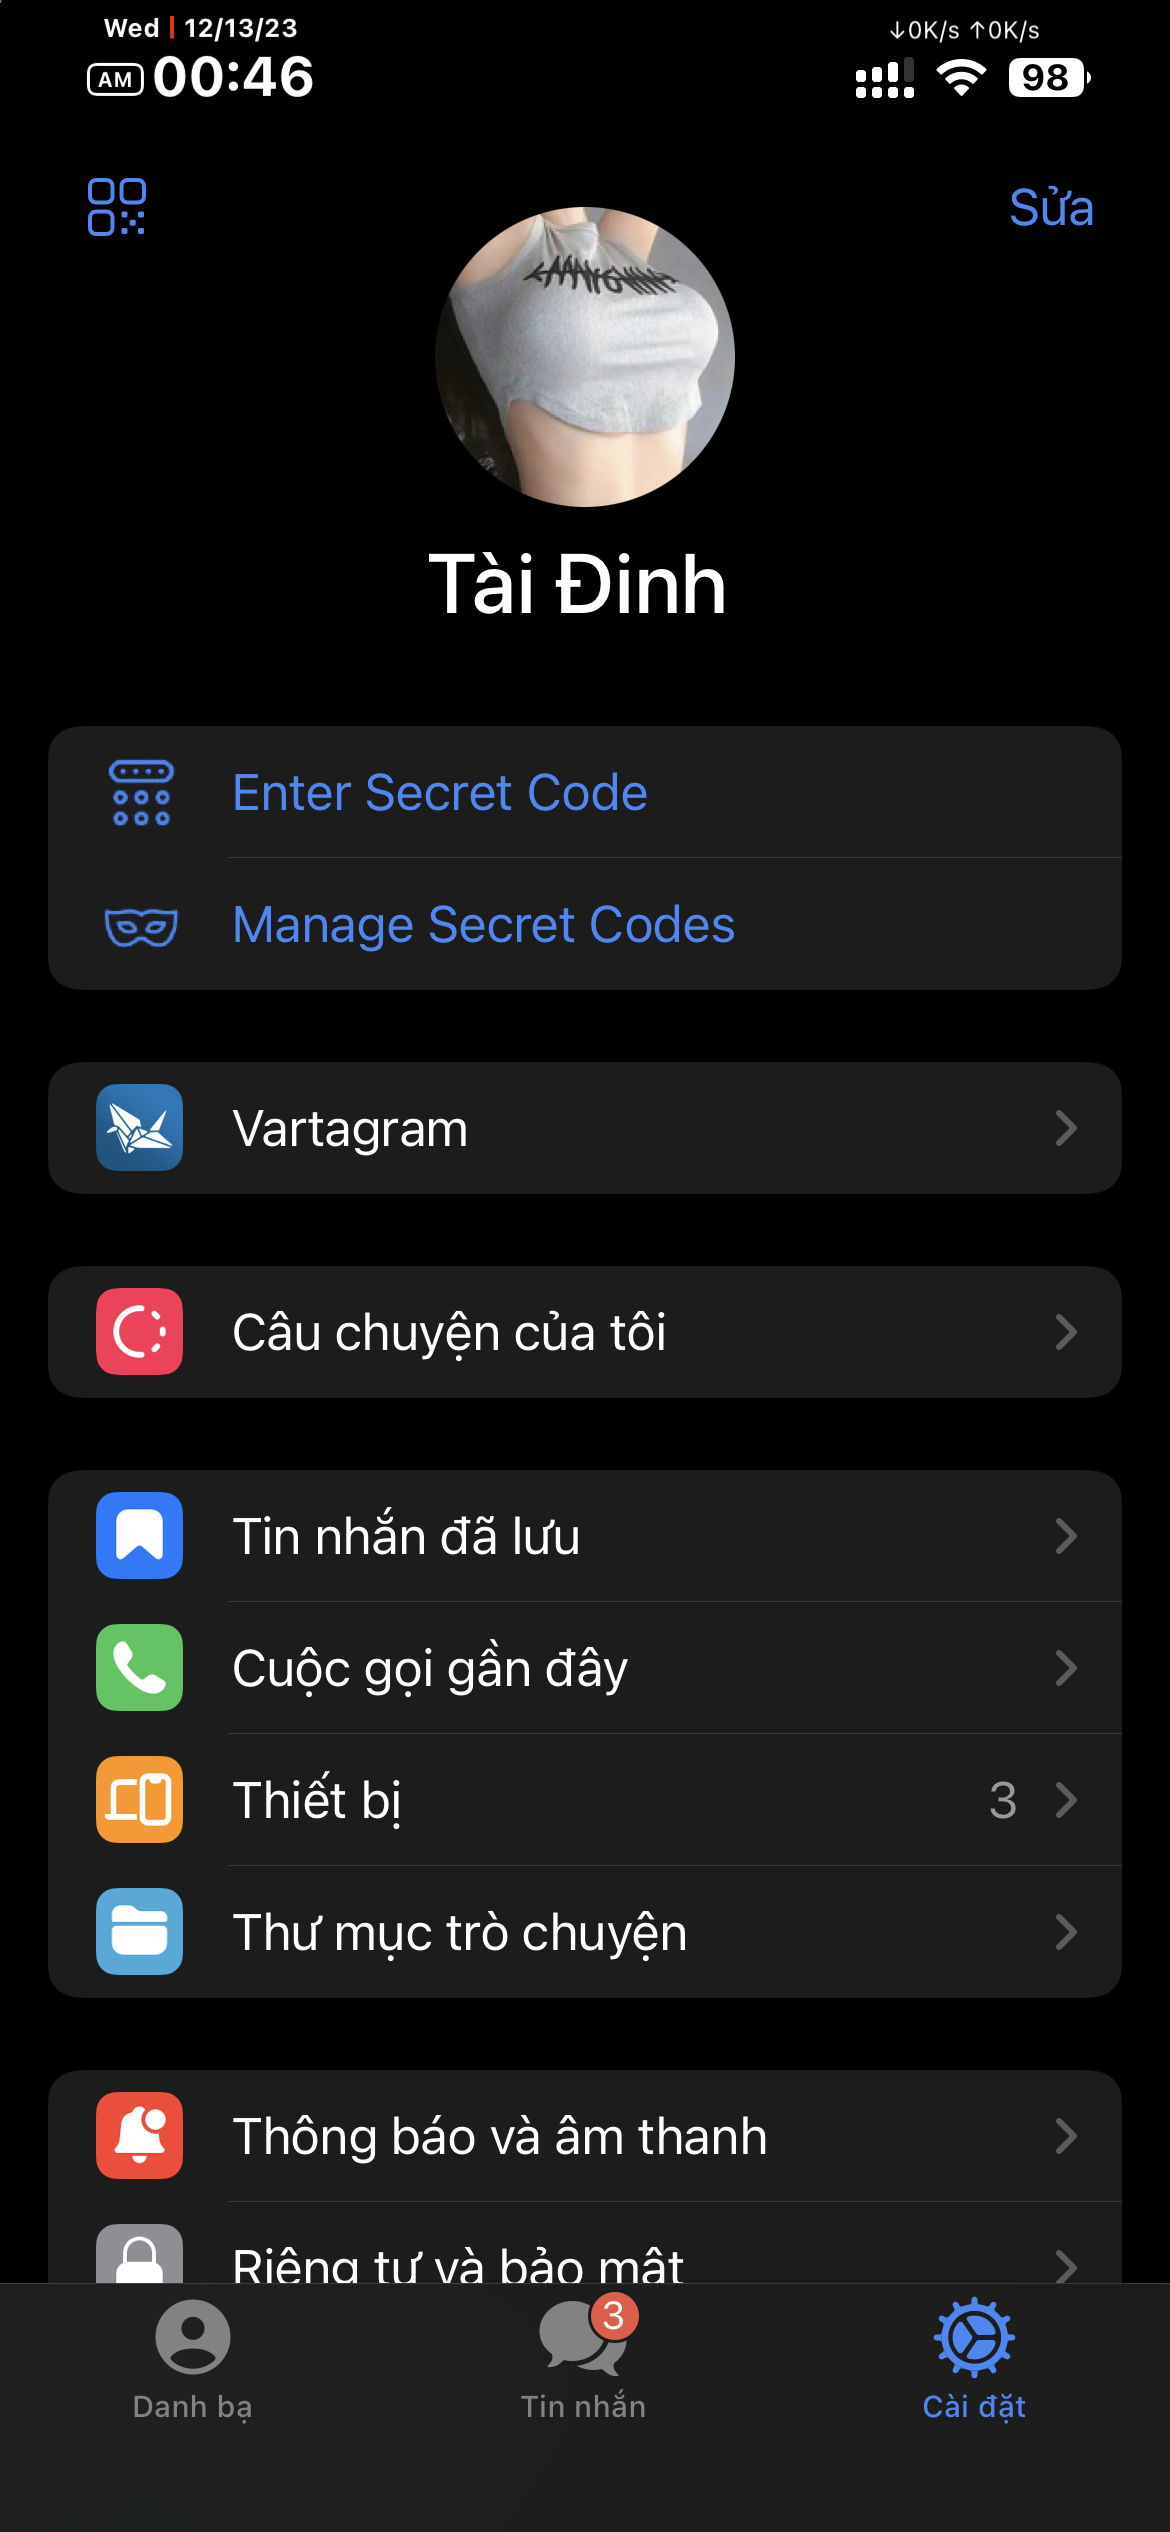 Wed | 12/13/23
↓0K/s ↑0K/s
AM 00:46
98
Sửa
Tài Đinh
Enter Secret Code
Manage Secret Codes
Vartagram
Câu chuyện của tôi
Tin nhắn đã lưu
Cuộc gọi gần đây
Thiết bị 3
Thư mục trò chuyện
Thông báo và âm thanh
Riêng tư và bảo mật
3
Danh bạ
Tin nhắn
Cài đặt